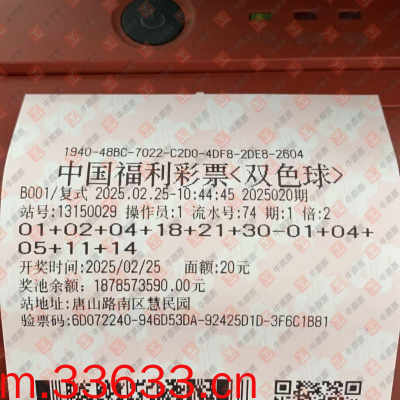 1940-48BC-7022-C2D0-4DF8-2DE8-2604
中国福利彩票<双色球>
B001/复式 2025.02.25-10:44:45 2025020期
站号:13150029 操作员:1 流水号:74 期:1 倍:2
01+02+04+18+21+30-01+04+
05+11+14
开奖时间:2025/02/25 面额:20元
奖池余额: 1878573590.00元
站地址:唐山路南区慧民园
验票码:6D072240-946D53DA-92425D1D-3F6C1B81
m.33633.cn